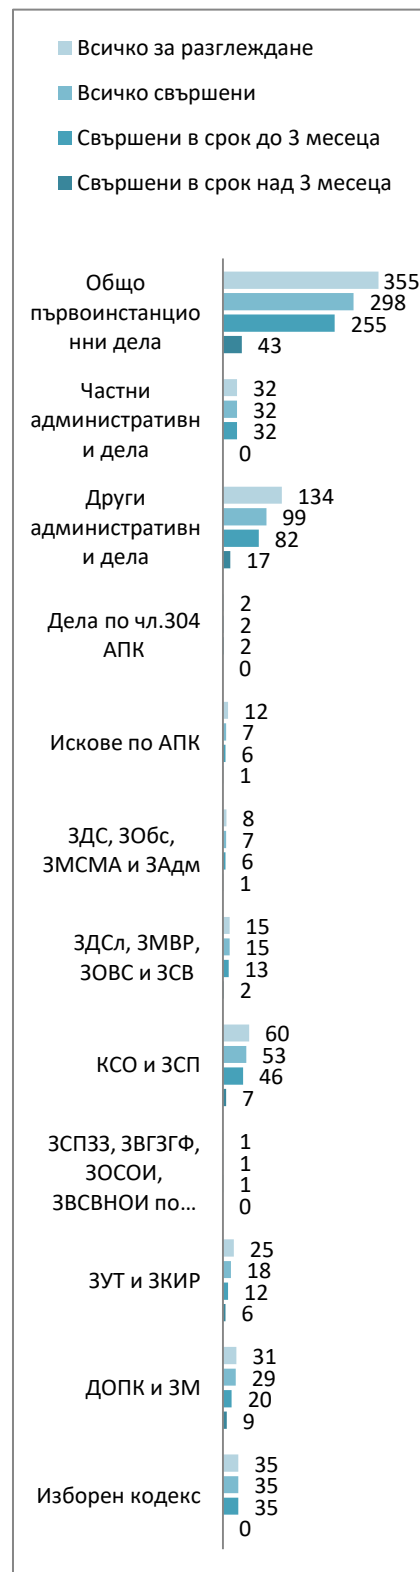 Всичко за разглеждане
Всичко свършени
Свършени в срок до 3 месеца
Свършени в срок над 3 месеца
Общо
първоинстанцио
нни дела
355
298
255
43
Частни
административн
и дела
32
32
32
0
Други
административн
и дела
134
99
82
17
Дела по чл.304
АПК
2
2
2
0
Искове по АПК
12
7
6
1
ЗДС, ЗОбс,
ЗМСМА и ЗАдм
8
7
6
1
ЗДСл, ЗМВР,
ЗОВС и ЗСВ
15
15
13
2
КСО и ЗСП
60
53
46
7
ЗСПЗЗ, ЗВГЗГФ,
ЗОСОИ,
ЗВСВНОИ по…
1
1
1
0
ЗУТ и ЗКИР
25
18
12
6
ДОПК и ЗМ
31
29
20
9
Изборен кодекс
35
35
35
0